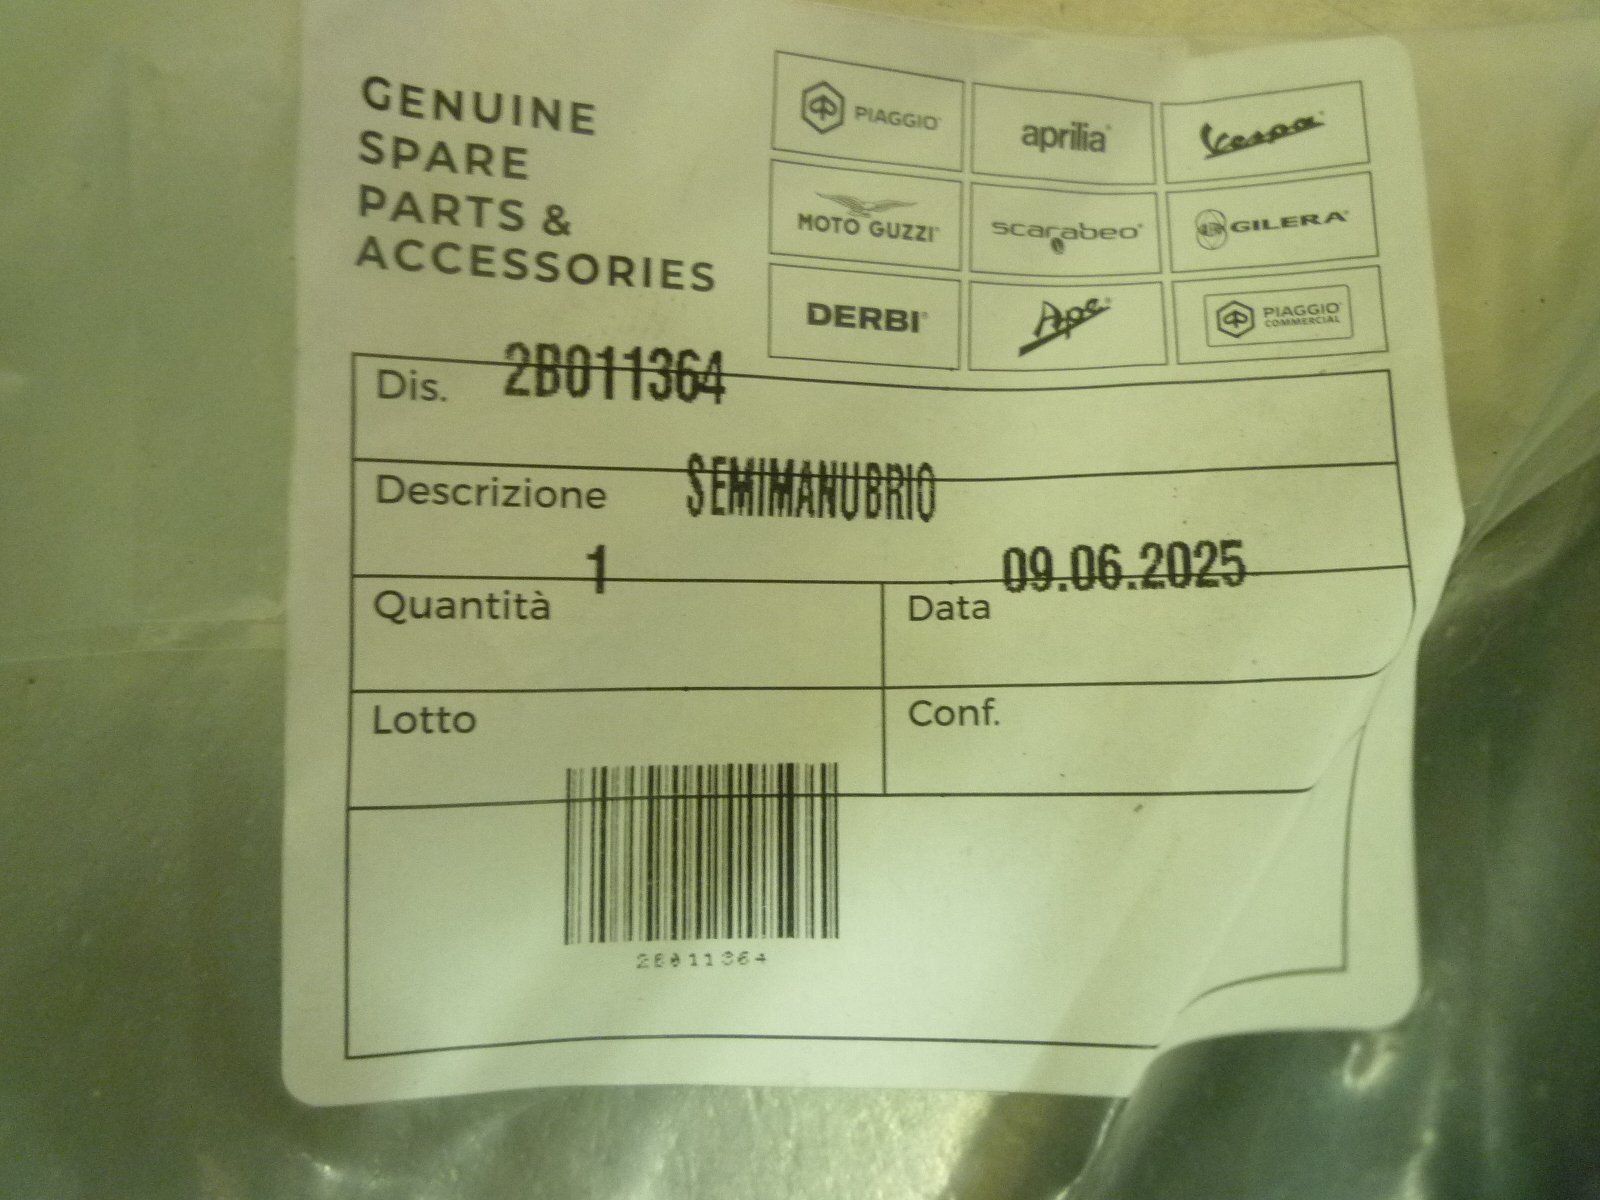 GENUINE
SPARE
PARTS &
ACCESSORIES
PIAGGIO®
aprilia®
Vespa®
MOTO GUZZI®
scarabeo®
GILERA®
DERBI®
Ape®
PIAGGIO®
COMMERCIAL
Dis. 2B011364
Descrizione SEMIMANUBRIO
Quantità 1
Data 09.06.2025
Lotto
Conf.
2B011364